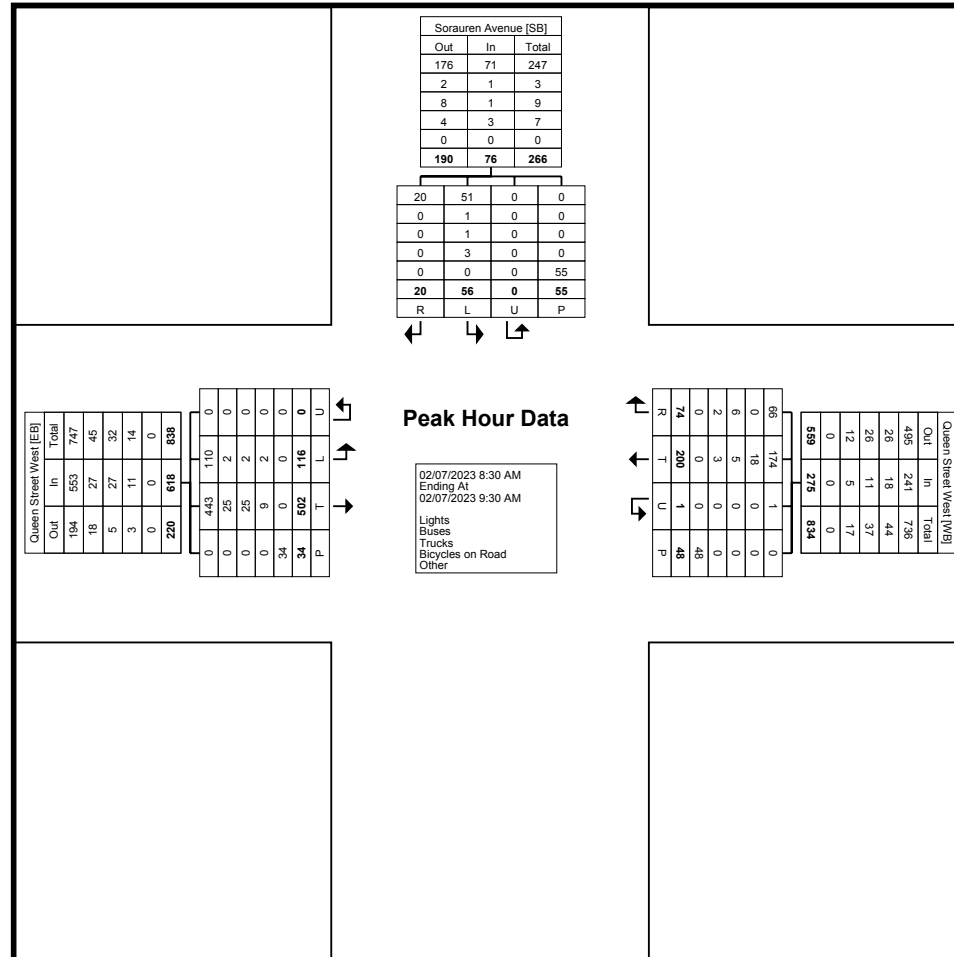 Sorauren Avenue [SB]
Out In Total
176 71 247
2 1 3
8 1 9
4 3 7
0 0 0
190 76 266
20 51 0 0
0 1 0 0
0 1 0 0
0 3 0 0
0 0 0 55
20 56 0 55
R L U P
Queen Street West [EB]
Total 747 45 32 14 0 838
In 553 27 27 11 0 618
Out 194 18 5 3 0 220
0 0 0 0 0 0 U
110 2 2 2 0 116 L
443 25 25 9 0 502 T
0 0 0 0 34 34 P
Peak Hour Data
02/07/2023 8:30 AM
Ending At
02/07/2023 9:30 AM
Lights
Buses
Trucks
Bicycles on Road
Other
R 74 0 2 6 0 66
T 200 0 3 5 18 174
U 1 0 0 0 0 1
P 48 48 0 0 0 0
Queen Street West [WB]
Out In Total
495 241 736
26 18 44
26 11 37
12 5 17
0 0 0
559 275 834